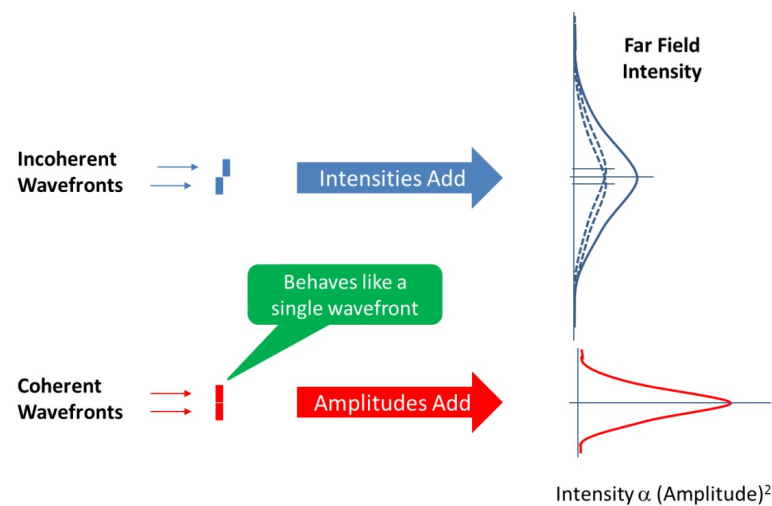 Far Field
Intensity
Incoherent
Wavefronts
Intensities Add
Behaves like a
single wavefront
Coherent
Wavefronts
Amplitudes Add
Intensity α (Amplitude)²